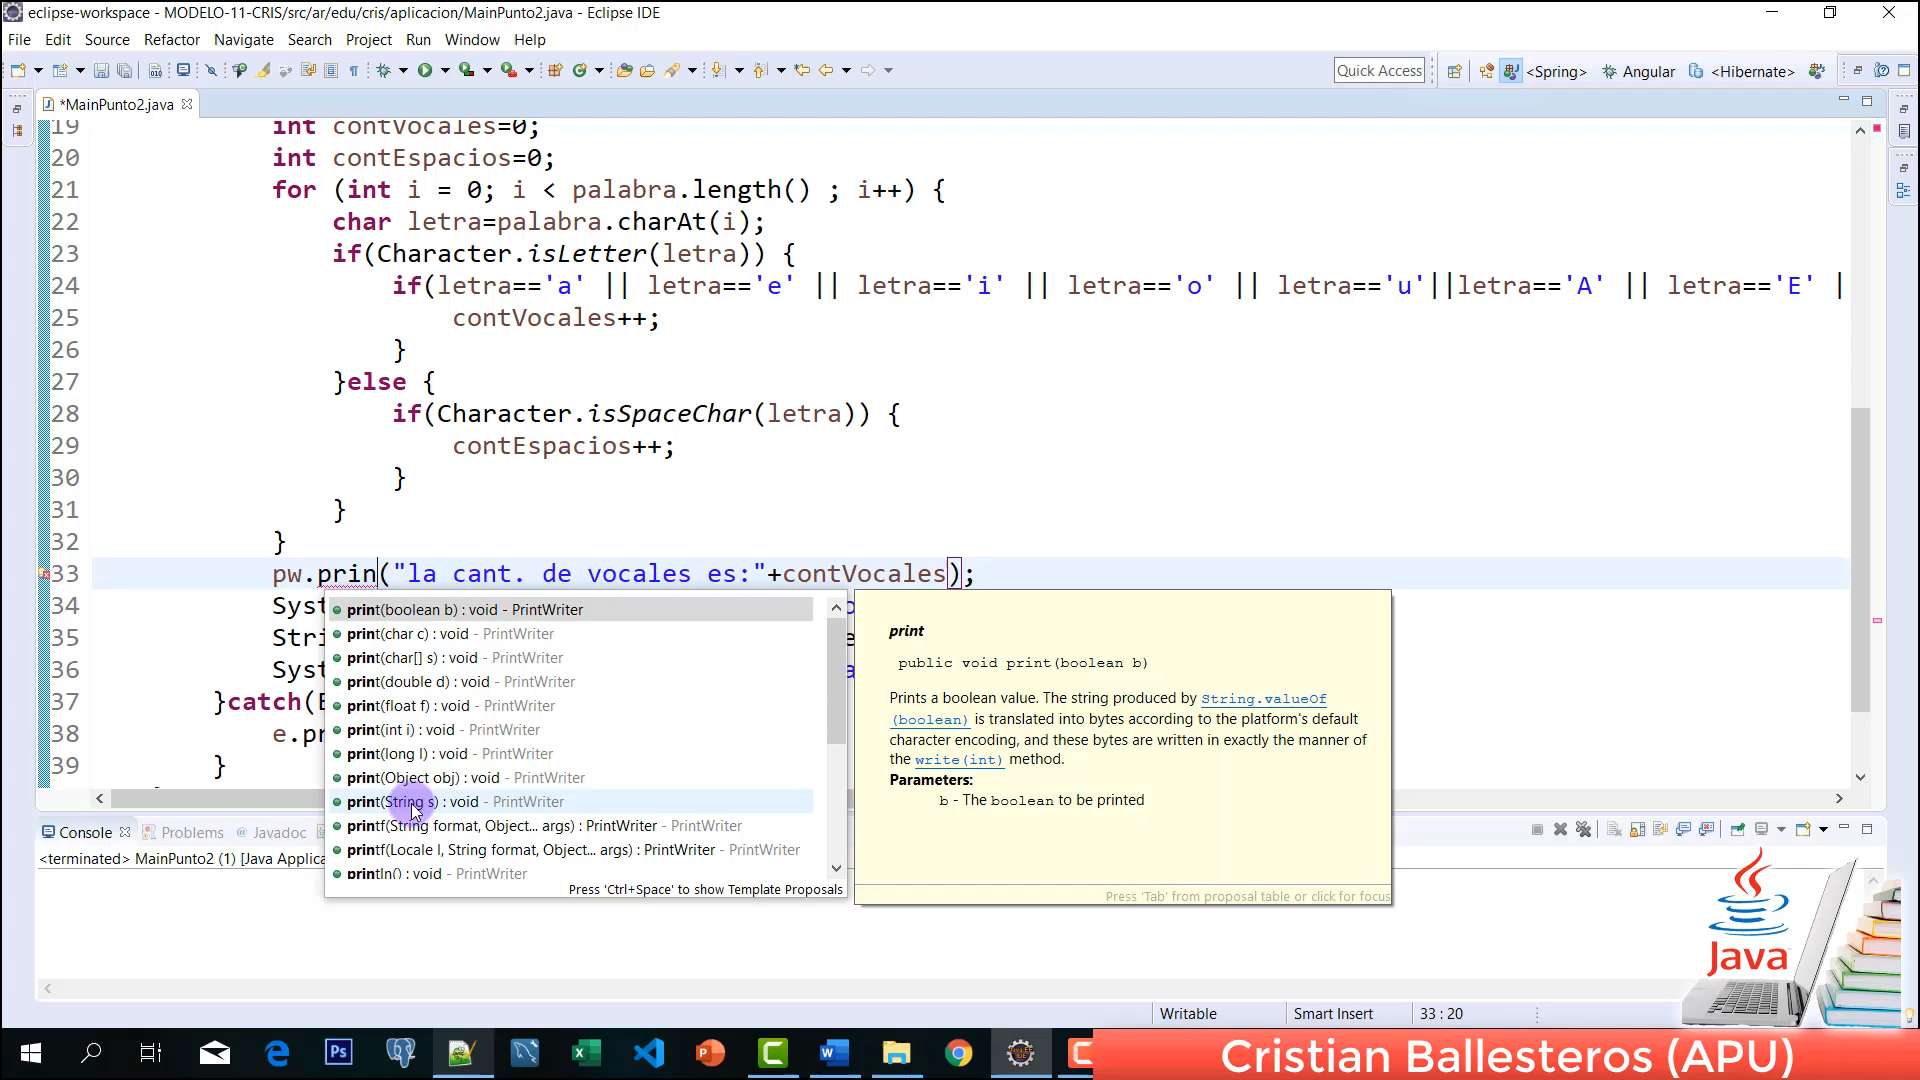 eclipse-workspace - MODELO-11-CRIS/src/ar/edu/cris/aplicacion/MainPunto2.java - Eclipse IDE
File Edit Source Refactor Navigate Search Project Run Window Help
Quick Access <Spring> Angular <Hibernate>
*MainPunto2.java
19 int contVocales=0;
20 int contEspacios=0;
21 for (int i = 0; i < palabra.length() ; i++) {
22 char letra=palabra.charAt(i);
23 if(Character.isLetter(letra)) {
24 if(letra=='a' || letra=='e' || letra=='i' || letra=='o' || letra=='u'||letra=='A' || letra=='E' |
25 contVocales++;
26 }
27 }else {
28 if(Character.isSpaceChar(letra)) {
29 contEspacios++;
30 }
31 }
32 }
33 pw.prin("la cant. de vocales es:"+contVocales);
34 Syst
35 Stri
36 Syst
37 }catch(E
38 e.pr
39 }
print(boolean b) : void - PrintWriter
print(char c) : void - PrintWriter
print(char[] s) : void - PrintWriter
print(double d) : void - PrintWriter
print(float f) : void - PrintWriter
print(int i) : void - PrintWriter
print(long l) : void - PrintWriter
print(Object obj) : void - PrintWriter
print(String s) : void - PrintWriter
printf(String format, Object... args) : PrintWriter - PrintWriter
printf(Locale l, String format, Object... args) : PrintWriter - PrintWriter
println() : void - PrintWriter
Press 'Ctrl+Space' to show Template Proposals
print
public void print(boolean b)
Prints a boolean value. The string produced by String.valueOf
(boolean) is translated into bytes according to the platform's default
character encoding, and these bytes are written in exactly the manner of
the write(int) method.
Parameters:
b - The boolean to be printed
Press 'Tab' from proposal table or click for focus
Console Problems @ Javadoc
<terminated> MainPunto2 (1) [Java Applica
Java
Writable Smart Insert 33 : 20
Cristian Ballesteros (APU)